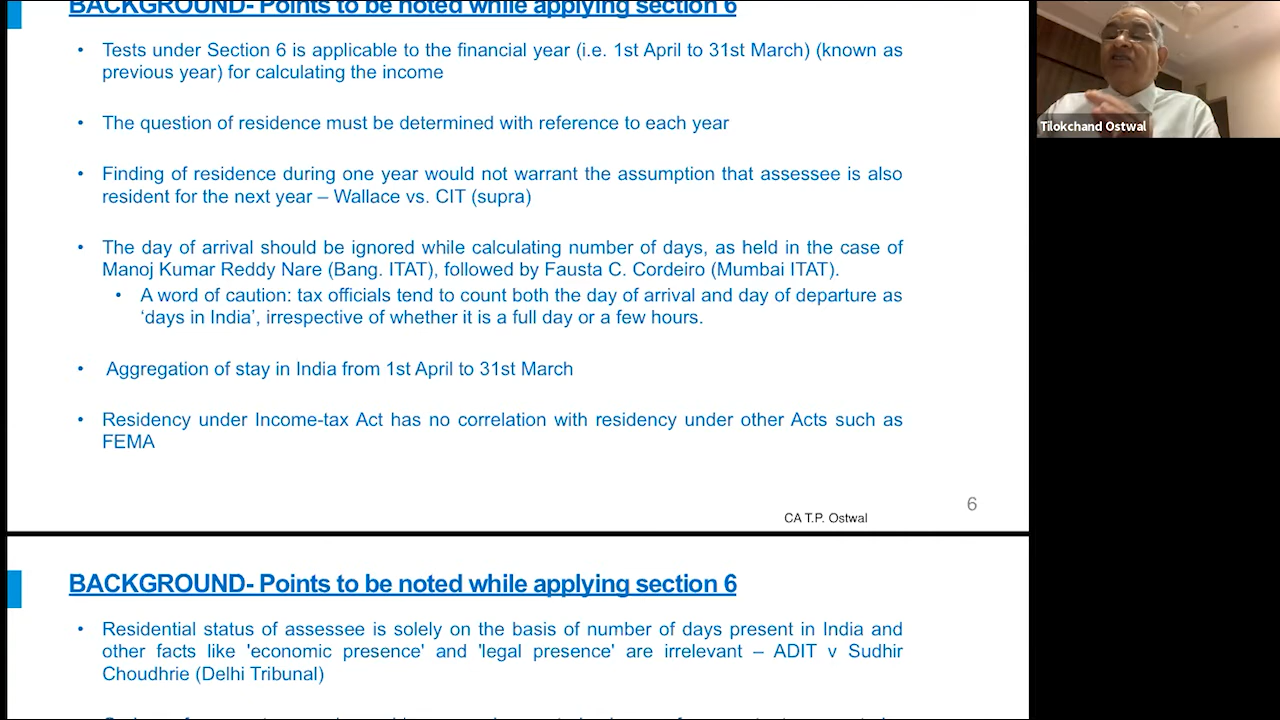 BACKGROUND- Points to be noted while applying section 6
• Tests under Section 6 is applicable to the financial year (i.e. 1st April to 31st March) (known as
previous year) for calculating the income
• The question of residence must be determined with reference to each year
• Finding of residence during one year would not warrant the assumption that assessee is also
resident for the next year – Wallace vs. CIT (supra)
• The day of arrival should be ignored while calculating number of days, as held in the case of
Manoj Kumar Reddy Nare (Bang. ITAT), followed by Fausta C. Cordeiro (Mumbai ITAT).
• A word of caution: tax officials tend to count both the day of arrival and day of departure as
‘days in India’, irrespective of whether it is a full day or a few hours.
• Aggregation of stay in India from 1st April to 31st March
• Residency under Income-tax Act has no correlation with residency under other Acts such as
FEMA
6
CA T.P. Ostwal
BACKGROUND- Points to be noted while applying section 6
• Residential status of assessee is solely on the basis of number of days present in India and
other facts like 'economic presence' and 'legal presence' are irrelevant – ADIT v Sudhir
Choudhrie (Delhi Tribunal)
Tilokchand Ostwal